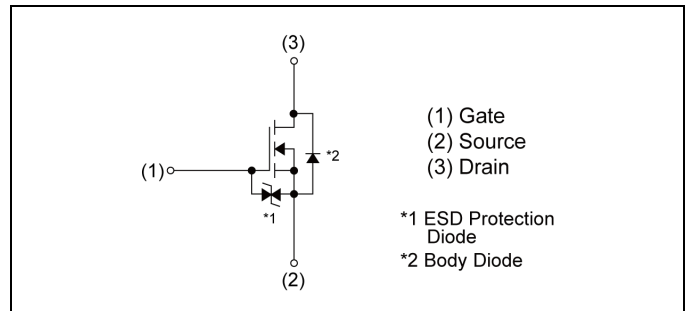 (3)
(1)
*2
*1
(2)
(1) Gate
(2) Source
(3) Drain
*1 ESD Protection
Diode
*2 Body Diode